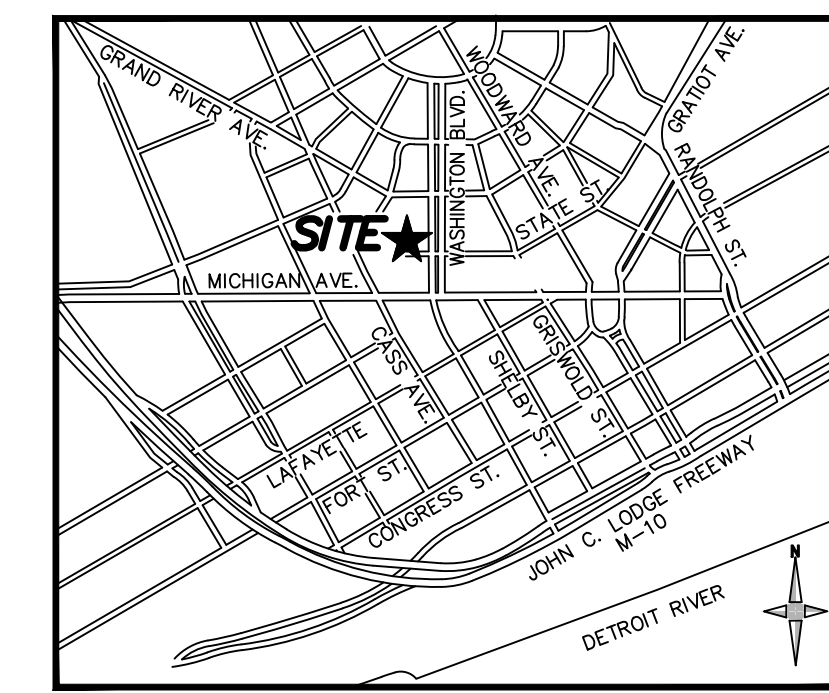 GRAND RIVER AVE.
WOODWARD AVE.
GRATIOT AVE.
WASHINGTON BLVD.
RANDOLPH ST.
STATE ST.
SITE
MICHIGAN AVE.
CASS AVE.
SHELBY ST.
GRISWOLD ST.
LAFAYETTE
FORT ST.
CONGRESS ST.
JOHN C. LODGE FREEWAY
M-10
DETROIT RIVER
N